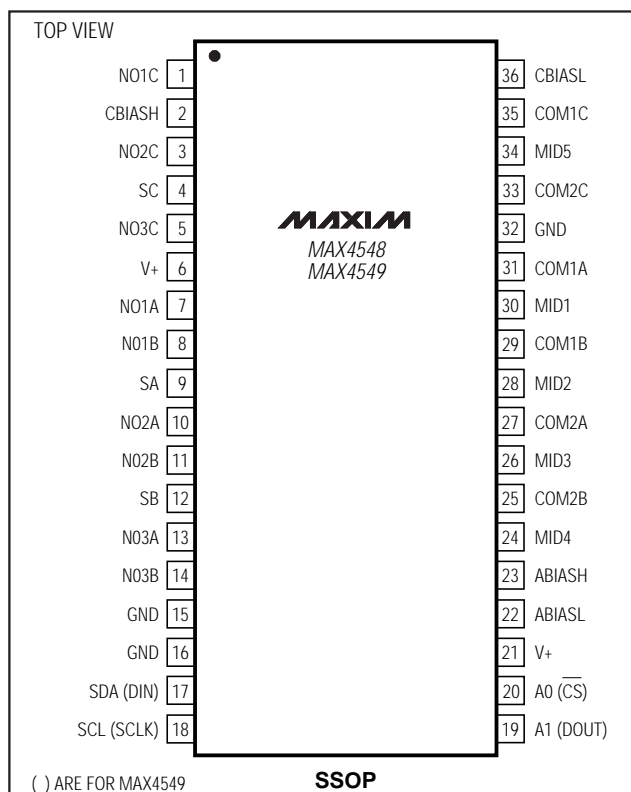 TOP VIEW
NO1C 1
CBIASH 2
NO2C 3
SC 4
NO3C 5
V+ 6
NO1A 7
N01B 8
SA 9
NO2A 10
N02B 11
SB 12
N03A 13
N03B 14
GND 15
GND 16
SDA (DIN) 17
SCL (SCLK) 18
MAXIM
MAX4548
MAX4549
36 CBIASL
35 COM1C
34 MID5
33 COM2C
32 GND
31 COM1A
30 MID1
29 COM1B
28 MID2
27 COM2A
26 MID3
25 COM2B
24 MID4
23 ABIASH
22 ABIASL
21 V+
20 A0 (C̅S̅)
19 A1 (DOUT)
( ) ARE FOR MAX4549
SSOP